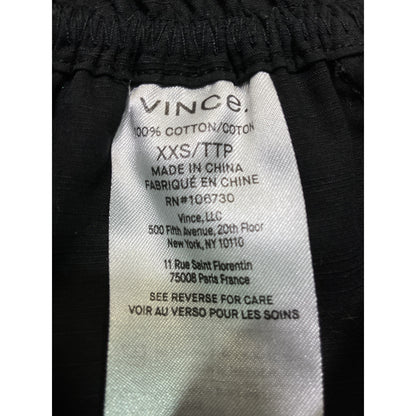 VINCE.
100% COTTON/COTON
XXS/TTP
MADE IN CHINA
FABRIQUÉ EN CHINE
RN#106730
Vince, LLC
500 Fifth Avenue, 20th Floor
New York, NY 10110
11 Rue Saint Florentin
75008 Paris France
SEE REVERSE FOR CARE
VOIR AU VERSO POUR LES SOINS